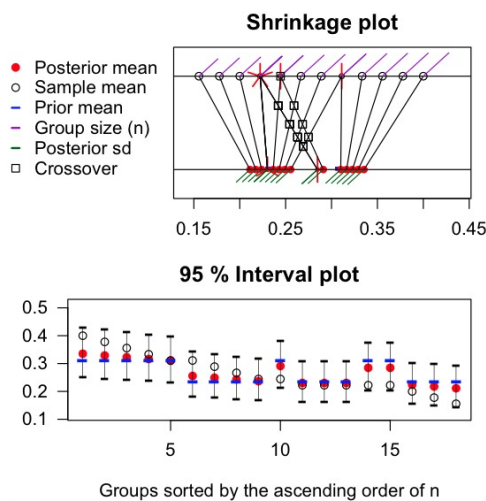 Shrinkage plot
Posterior mean
Sample mean
Prior mean
Group size (n)
Posterior sd
Crossover
0.15 0.25 0.35 0.45
95 % Interval plot
0.5
0.4
0.3
0.2
0.1
5 10 15
Groups sorted by the ascending order of n